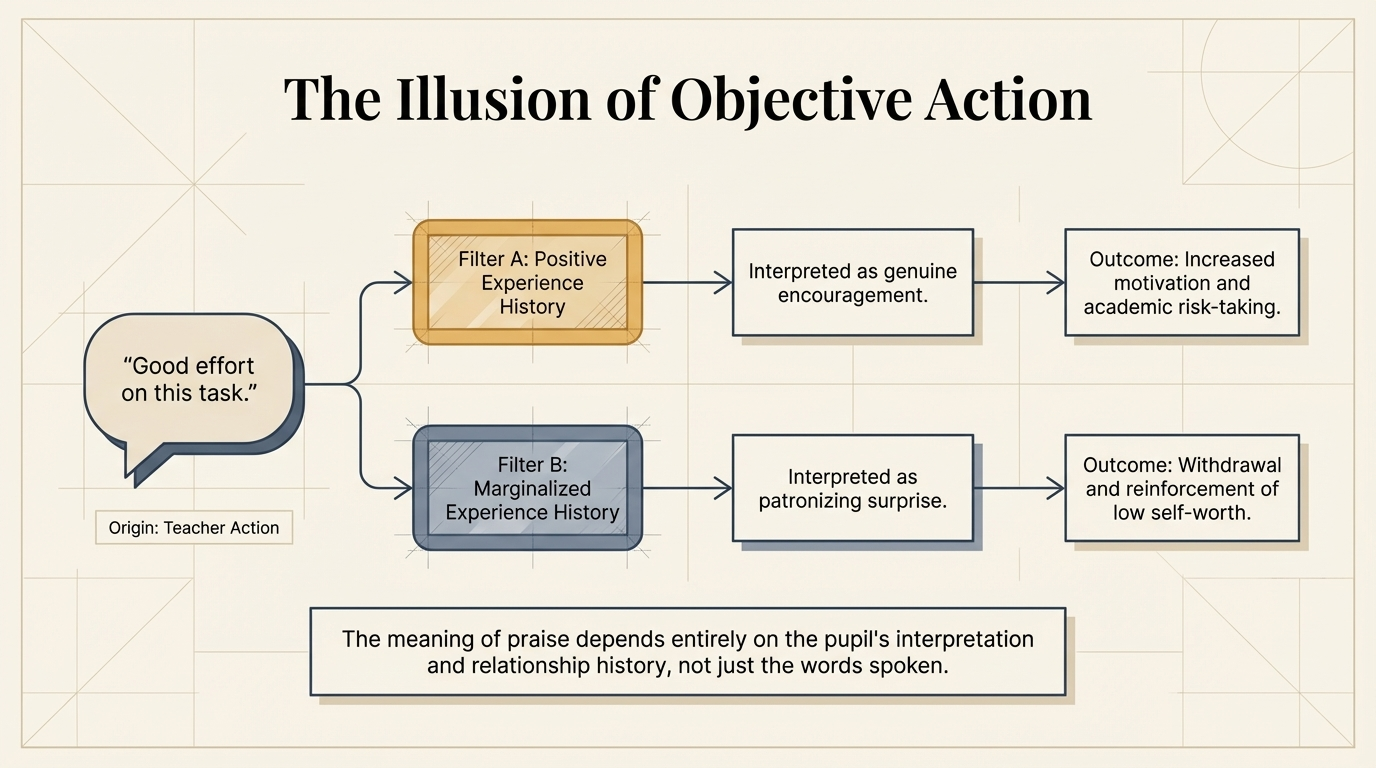 The Illusion of Objective Action
“Good effort
on this task.”
Origin: Teacher Action
Filter A: Positive
Experience
History
Interpreted as genuine
encouragement.
Outcome: Increased
motivation and
academic risk-taking.
Filter B:
Marginalized
Experience History
Interpreted as
patronizing surprise.
Outcome: Withdrawal
and reinforcement of
low self-worth.
The meaning of praise depends entirely on the pupil's interpretation
and relationship history, not just the words spoken.